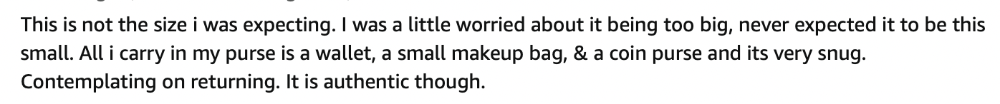 This is not the size i was expecting. I was a little worried about it being too big, never expected it to be this
small. All i carry in my purse is a wallet, a small makeup bag, & a coin purse and its very snug.
Contemplating on returning. It is authentic though.